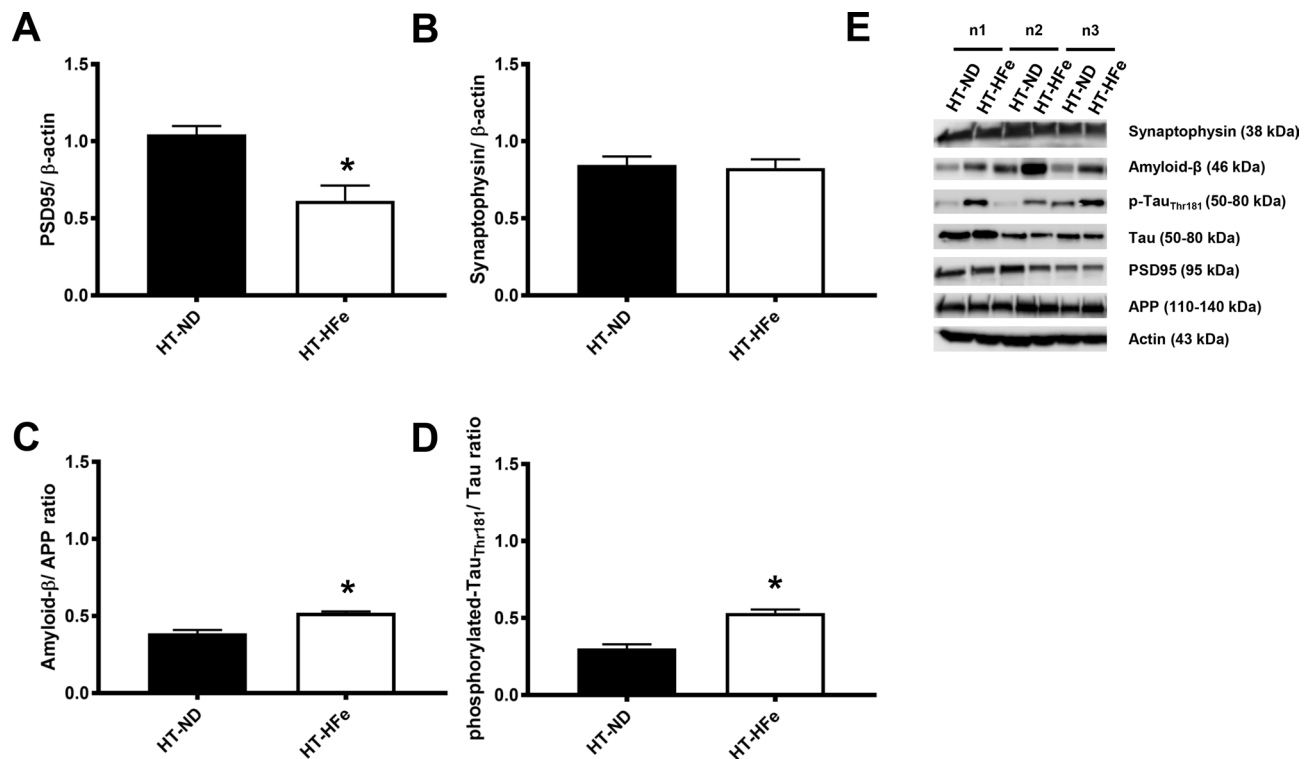 A
PSD95/ β-actin
1.5
1.0
0.5
0.0
*
HT-ND
HT-HFe
B
Synaptophysin/ β-actin
1.5
1.0
0.5
0.0
HT-ND
HT-HFe
E
n1 n2 n3
HT-ND HT-HFe HT-ND HT-HFe HT-ND HT-HFe
Synaptophysin (38 kDa)
Amyloid-β (46 kDa)
p-TauThr181 (50-80 kDa)
Tau (50-80 kDa)
PSD95 (95 kDa)
APP (110-140 kDa)
Actin (43 kDa)
C
Amyloid-β/ APP ratio
1.5
1.0
0.5
0.0
*
HT-ND
HT-HFe
D
phosphorylated-TauThr181/ Tau ratio
1.5
1.0
0.5
0.0
*
HT-ND
HT-HFe